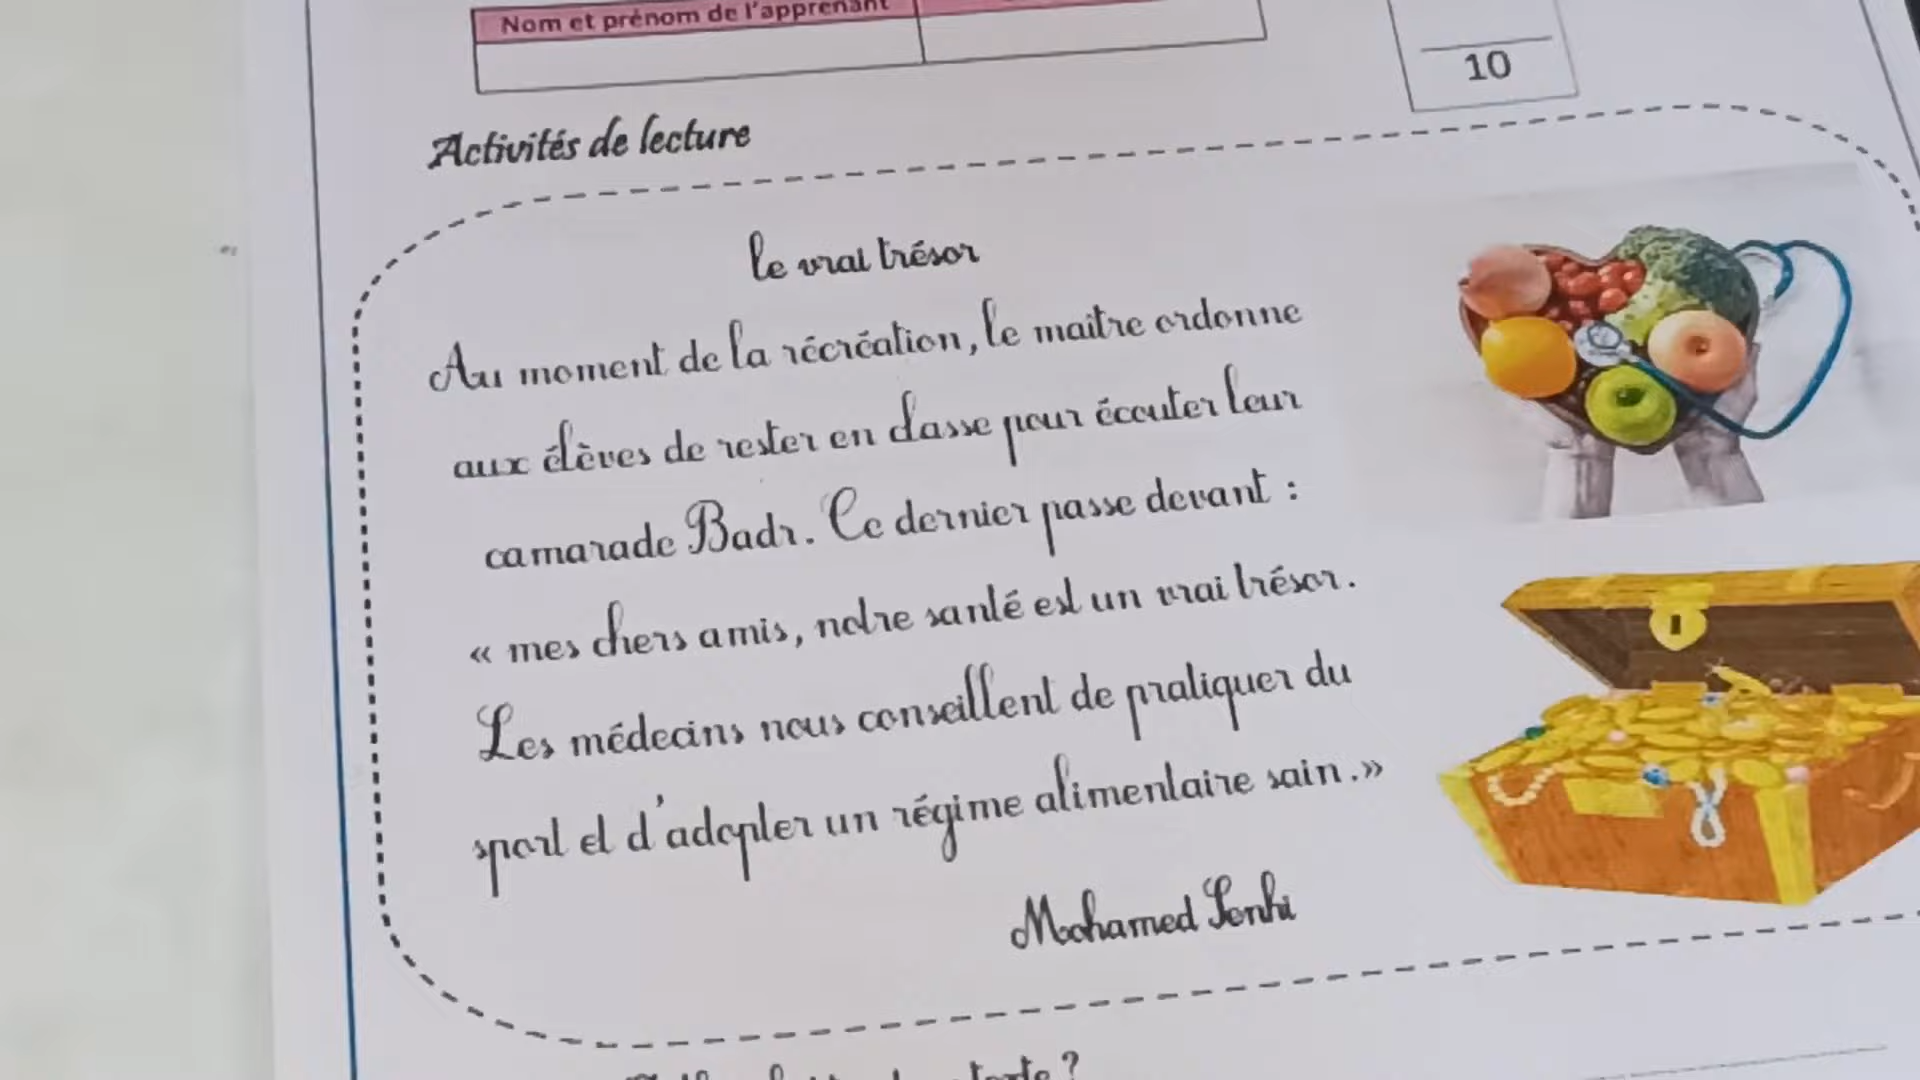 Nom et prénom de l'apprenant
10
Activités de lecture
le vrai trésor
Au moment de la récréation, le maître ordonne
aux élèves de rester en classe pour écouter leur
camarade Badr. Ce dernier passe devant :
« mes chers amis, notre santé est un vrai trésor.
Les médecins nous conseillent de pratiquer du
sport et d'adopter un régime alimentaire sain.»
Mohamed Senhi
texte ?